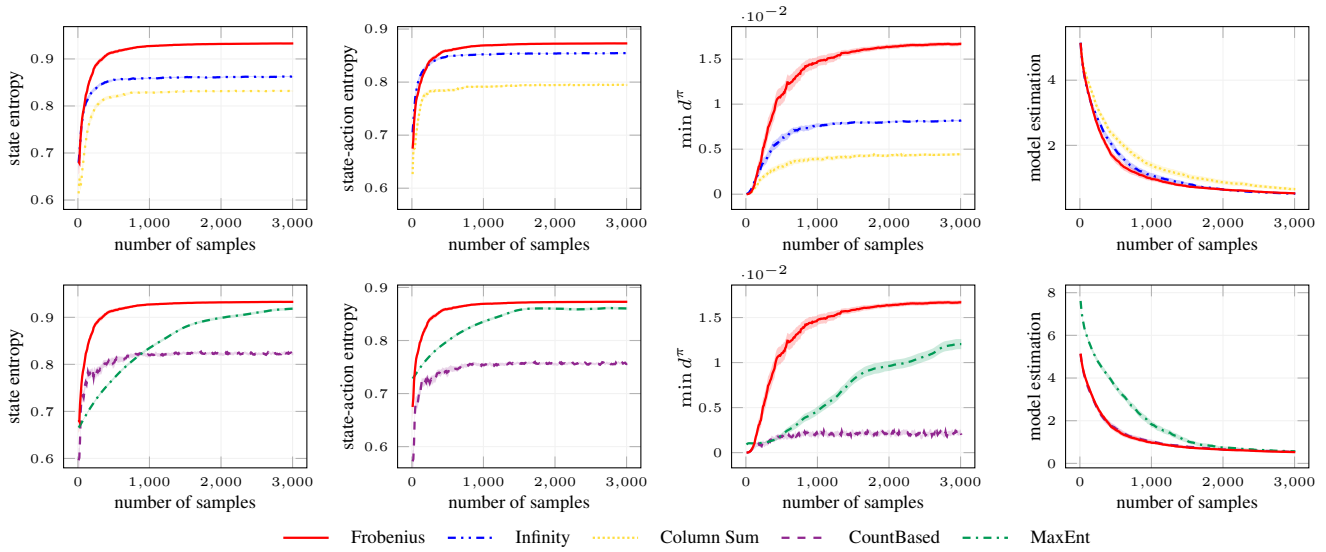 ·10⁻²
0.9
0.8
0.7
0.6
state entropy
0 1,000 2,000 3,000
number of samples
0.9
0.8
0.7
0.6
state-action entropy
0 1,000 2,000 3,000
number of samples
1.5
1
0.5
0
min d^π
0 1,000 2,000 3,000
number of samples
4
2
model estimation
0 1,000 2,000 3,000
number of samples
·10⁻²
0.9
0.8
0.7
0.6
state entropy
0 1,000 2,000 3,000
number of samples
0.9
0.8
0.7
0.6
state-action entropy
0 1,000 2,000 3,000
number of samples
1.5
1
0.5
0
min d^π
0 1,000 2,000 3,000
number of samples
8
6
4
2
0
model estimation
0 1,000 2,000 3,000
number of samples
Frobenius Infinity Column Sum CountBased MaxEnt